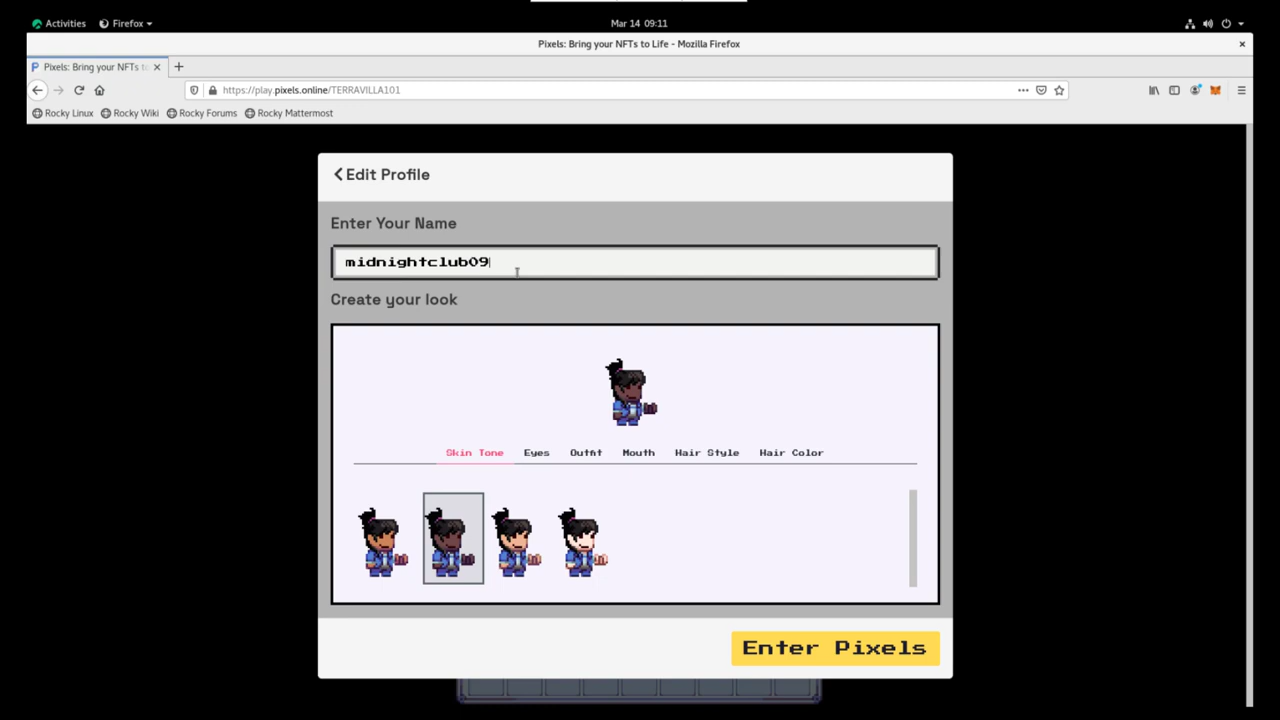 Activities Firefox Mar 14 09:11
Pixels: Bring your NFTs to Life - Mozilla Firefox
Pixels: Bring your NFTs to
https://play.pixels.online/TERRAVILLA101
Rocky Linux Rocky Wiki Rocky Forums Rocky Mattermost
Edit Profile
Enter Your Name
midnightclub09
Create your look
Skin Tone Eyes Outfit Mouth Hair Style Hair Color
Enter Pixels